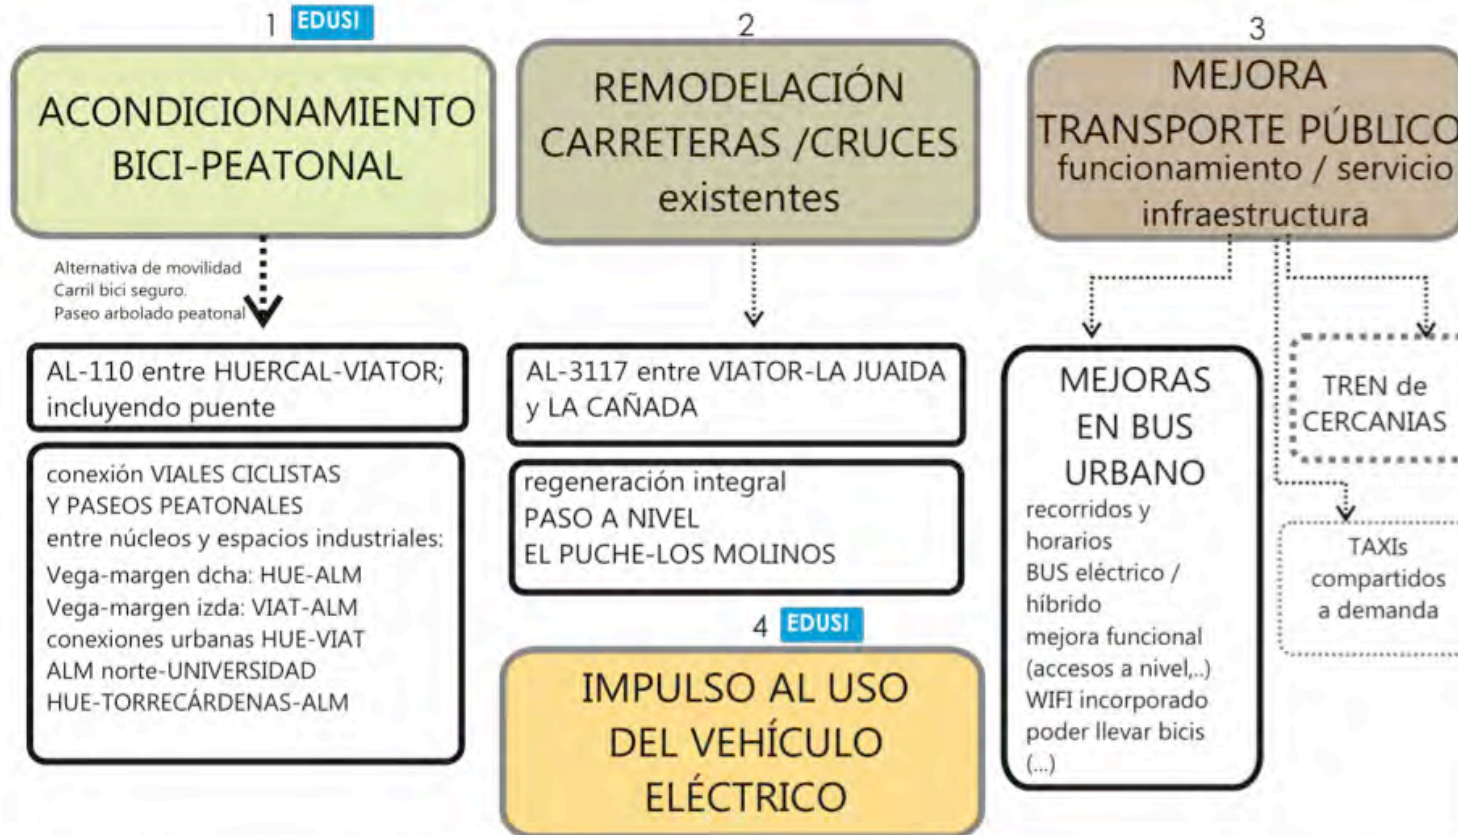 1 EDUSI
ACONDICIONAMIENTO
BICI-PEATONAL
Alternativa de movilidad
Carril bici seguro.
Paseo arbolado peatonal
AL-110 entre HUERCAL-VIATOR;
incluyendo puente
conexión VIALES CICLISTAS
Y PASEOS PEATONALES
entre núcleos y espacios industriales:
Vega-margen dcha: HUE-ALM
Vega-margen izda: VIAT-ALM
conexiones urbanas HUE-VIAT
ALM norte-UNIVERSIDAD
HUE-TORRECÁRDENAS-ALM
2
REMODELACIÓN
CARRETERAS /CRUCES
existentes
AL-3117 entre VIATOR-LA JUAIDA
y LA CAÑADA
regeneración integral
PASO A NIVEL
EL PUCHE-LOS MOLINOS
4 EDUSI
IMPULSO AL USO
DEL VEHÍCULO
ELÉCTRICO
3
MEJORA
TRANSPORTE PÚBLICO
funcionamiento / servicio
infraestructura
MEJORAS
EN BUS
URBANO
recorridos y
horarios
BUS eléctrico /
híbrido
mejora funcional
(accesos a nivel,..)
WIFI incorporado
poder llevar bicis
(...)
TREN de
CERCANIAS
TAXIs
compartidos
a demanda